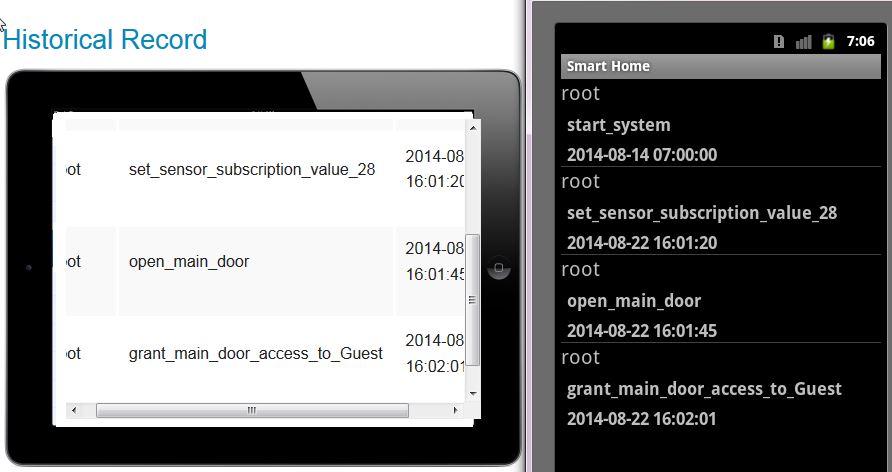 Historical Record
oot
set_sensor_subscription_value_28
2014-08
16:01:20
oot
open_main_door
2014-08
16:01:45
oot
grant_main_door_access_to_Guest
2014-08
16:02:01
7:06
Smart Home
root
start_system
2014-08-14 07:00:00
root
set_sensor_subscription_value_28
2014-08-22 16:01:20
root
open_main_door
2014-08-22 16:01:45
root
grant_main_door_access_to_Guest
2014-08-22 16:02:01